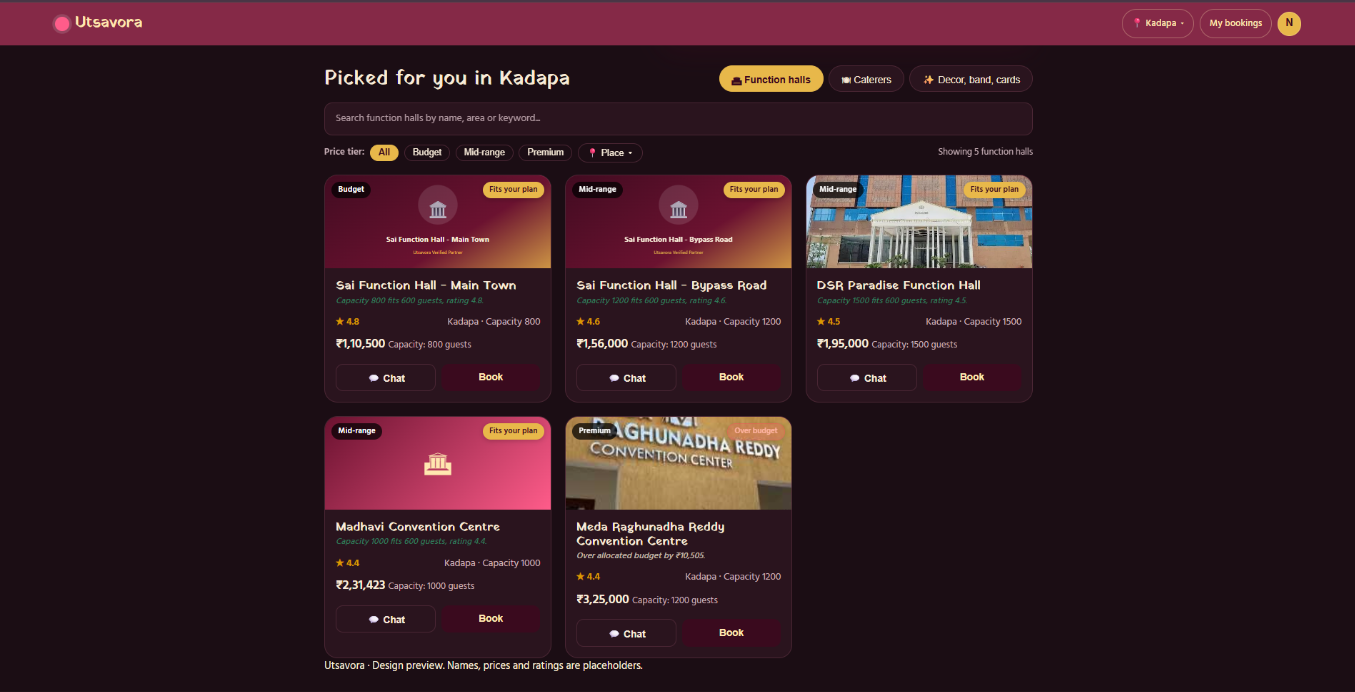 Utsavora
Kadapa
My bookings
N
Picked for you in Kadapa
Function halls
Caterers
Decor, band, cards
Search function halls by name, area or keyword...
Price tier:
All
Budget
Mid-range
Premium
Place
Showing 5 function halls
Budget
Fits your plan
Sai Function Hall - Main Town
Utsavora Verified Partner
Sai Function Hall - Main Town
Capacity 800 fits 600 guests, rating 4.8.
★ 4.8
Kadapa · Capacity 800
₹1,10,500 Capacity: 800 guests
Chat
Book
Mid-range
Fits your plan
Sai Function Hall - Bypass Road
Utsavora Verified Partner
Sai Function Hall - Bypass Road
Capacity 1200 fits 600 guests, rating 4.6.
★ 4.6
Kadapa · Capacity 1200
₹1,56,000 Capacity: 1200 guests
Chat
Book
Mid-range
Fits your plan
DSR Paradise Function Hall
Capacity 1500 fits 600 guests, rating 4.5.
★ 4.5
Kadapa · Capacity 1500
₹1,95,000 Capacity: 1500 guests
Chat
Book
Mid-range
Fits your plan
Madhavi Convention Centre
Capacity 1000 fits 600 guests, rating 4.4.
★ 4.4
Kadapa · Capacity 1000
₹2,31,423 Capacity: 1000 guests
Chat
Book
Premium
Over budget
RAGHUNADHA REDDY
CONVENTION CENTER
Meda Raghunadha Reddy
Convention Centre
Over allocated budget by ₹10,505.
★ 4.4
Kadapa · Capacity 1200
₹3,25,000 Capacity: 1200 guests
Chat
Book
Utsavora · Design preview. Names, prices and ratings are placeholders.